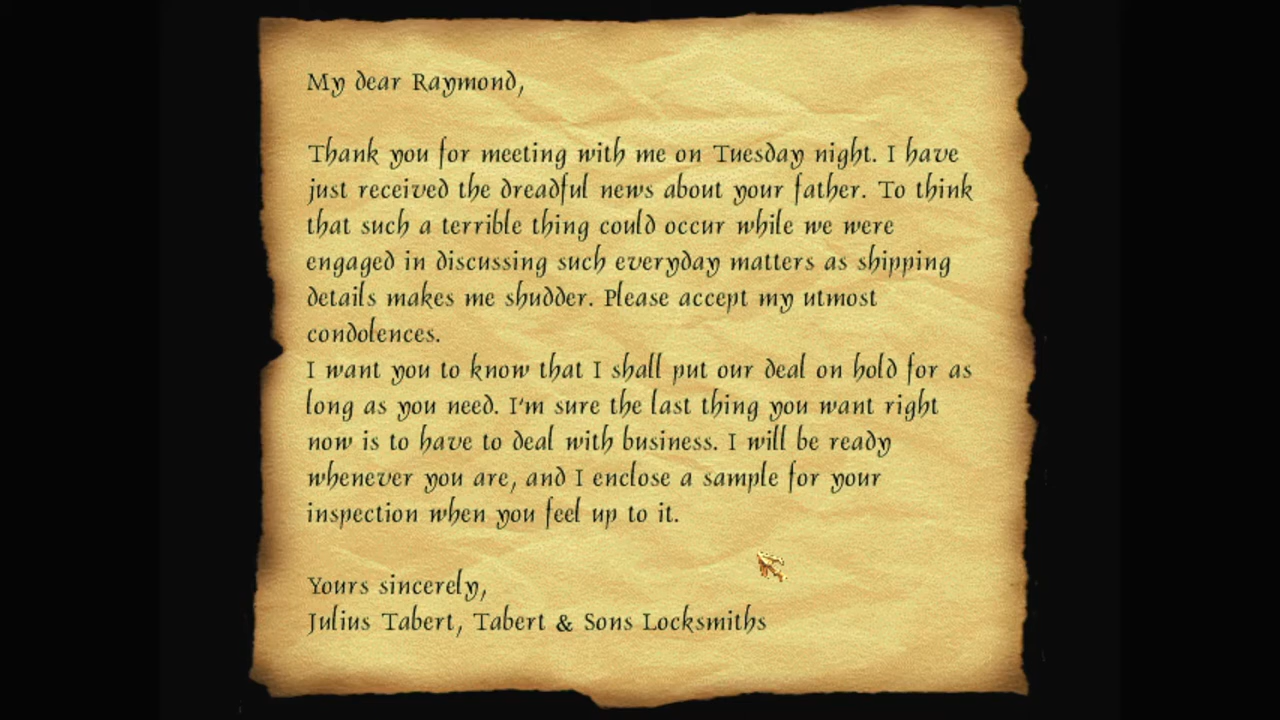 My dear Raymond,
Thank you for meeting with me on Tuesday night. I have
just received the dreadful news about your father. To think
that such a terrible thing could occur while we were
engaged in discussing such everyday matters as shipping
details makes me shudder. Please accept my utmost
condolences.
I want you to know that I shall put our deal on hold for as
long as you need. I'm sure the last thing you want right
now is to have to deal with business. I will be ready
whenever you are, and I enclose a sample for your
inspection when you feel up to it.
Yours sincerely,
Julius Tabert, Tabert & Sons Locksmiths